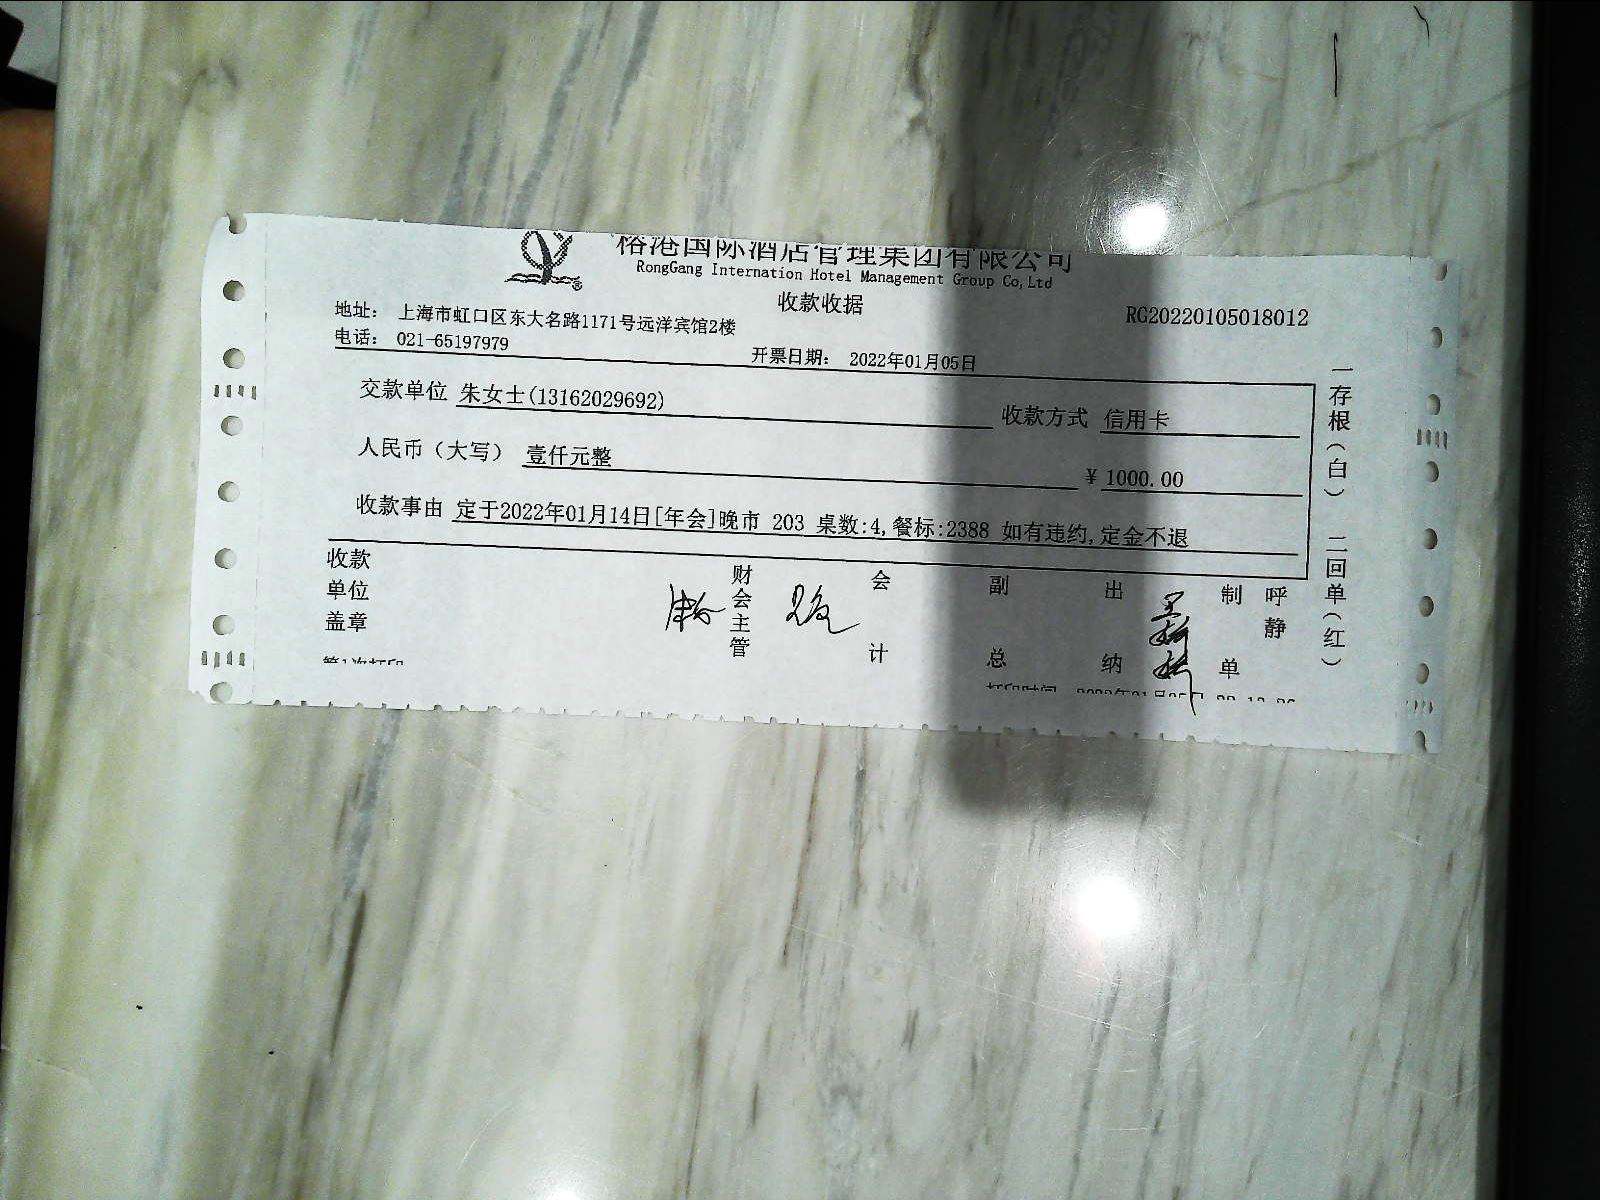 榕港国际酒店管理集团有限公司
RongGang Internation Hotel Management Group Co,Ltd
收款收据
RG20220105018012
地址： 上海市虹口区东大名路1171号远洋宾馆2楼
电话： 021-65197979
开票日期： 2022年01月05日
交款单位 朱女士(13162029692)
收款方式 信用卡
人民币（大写） 壹仟元整
¥ 1000.00
收款事由 定于2022年01月14日[年会]晚市 203 桌数:4,餐标:2388 如有违约,定金不退
收款单位盖章
财会主管
会计
副总
出纳
制单
呼静
第1次打印
一存根（白） 二回单（红）